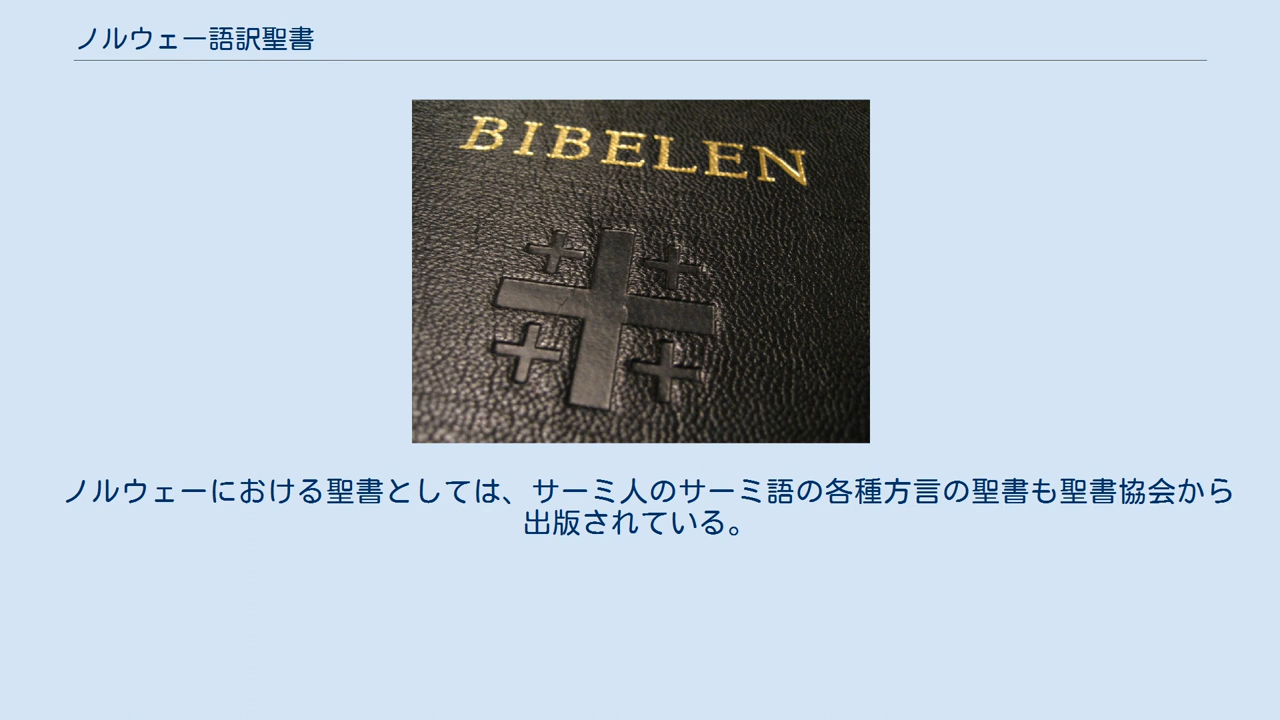 ノルウェー語訳聖書
BIBELEN
ノルウェーにおける聖書としては、サーミ人のサーミ語の各種方言の聖書も聖書協会から
出版されている。